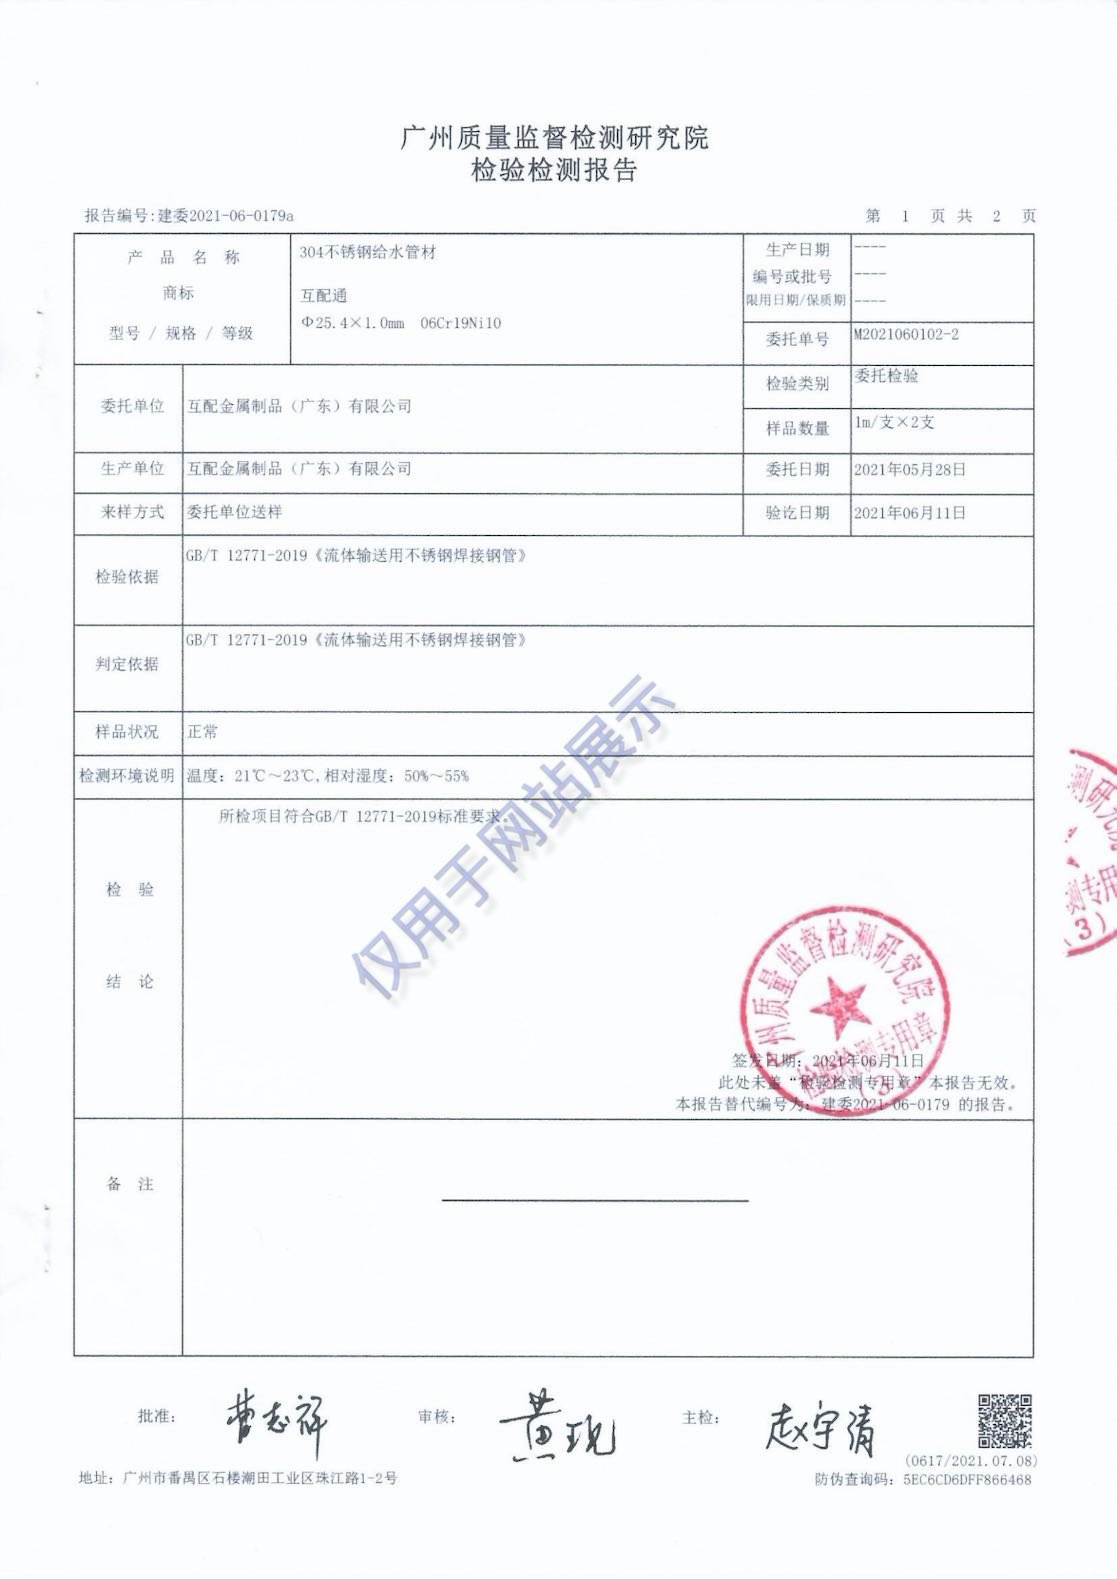 广州质量监督检测研究院
检验检测报告
报告编号:建委2021-06-0179a
第 1 页 共 2 页
产品名称
304不锈钢给水管材
生产日期
----
商标
互配通
编号或批号
----
限用日期/保质期
----
型号 / 规格 / 等级
Φ25.4×1.0mm 06Cr19Ni10
委托单号
M2021060102-2
委托单位
互配金属制品（广东）有限公司
检验类别
委托检验
样品数量
1m/支×2支
生产单位
互配金属制品（广东）有限公司
委托日期
2021年05月28日
来样方式
委托单位送样
验讫日期
2021年06月11日
检验依据
GB/T 12771-2019《流体输送用不锈钢焊接钢管》
判定依据
GB/T 12771-2019《流体输送用不锈钢焊接钢管》
样品状况
正常
检测环境说明
温度：21℃～23℃,相对湿度：50%～55%
检 验
结 论
所检项目符合GB/T 12771-2019标准要求。
仅用于网站展示
广州质量监督检测研究院
检验检测专用章
(3)
测研究
测专用
(3)
签发日期：2021年06月11日
此处未盖“检验检测专用章”本报告无效。
本报告替代编号为：建委2021-06-0179 的报告。
备 注
批准：
曹志祥
审核：
黄现
主检：
赵宇清
(0617/2021.07.08)
地址：广州市番禺区石楼潮田工业区珠江路1-2号
防伪查询码：5EC6CD6DFF866468